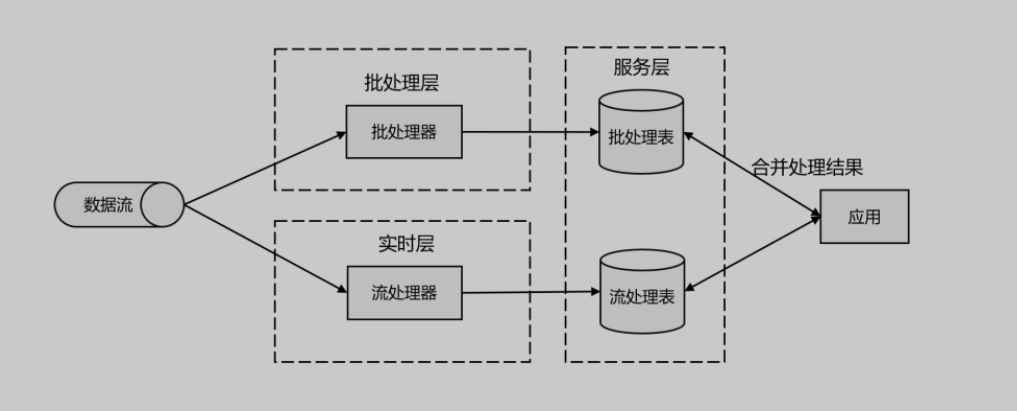 批处理层
批处理器
服务层
批处理表
合并处理结果
数据流
应用
实时层
流处理器
流处理表